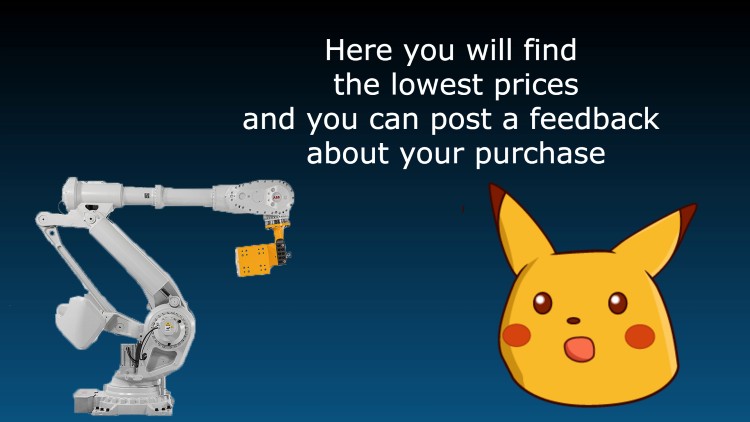 Here you will find
the lowest prices
and you can post a feedback
about your purchase